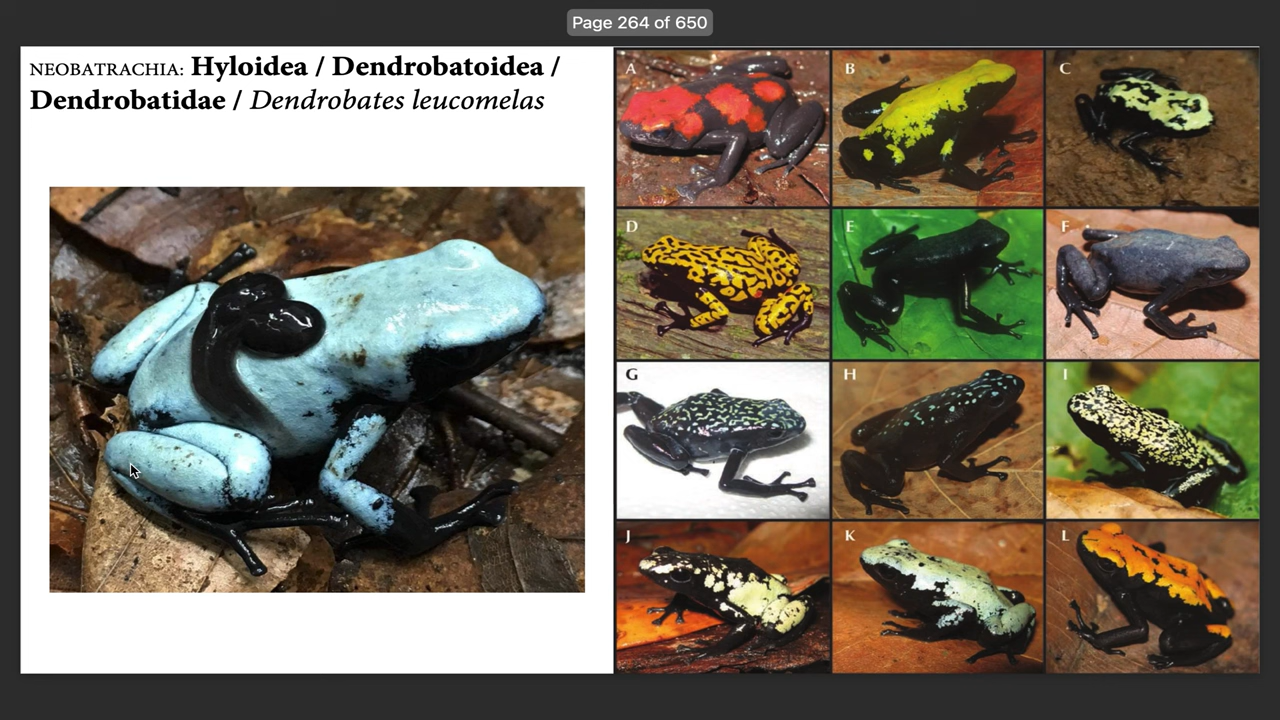 Page 264 of 650
NEOBATRACHIA: Hyloidea / Dendrobatoidea /
Dendrobatidae / Dendrobates leucomelas
A
B
C
D
E
F
G
H
I
J
K
L